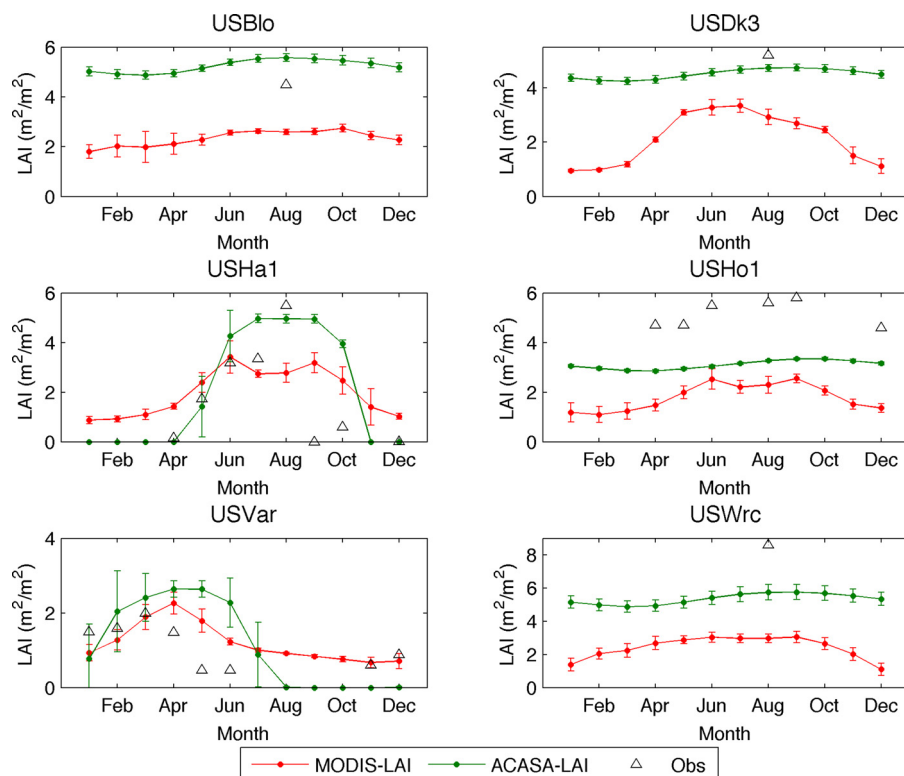 USBlo
LAI (m²/m²)
6
4
2
0
Feb Apr Jun Aug Oct Dec
Month
USDk3
LAI (m²/m²)
4
2
0
Feb Apr Jun Aug Oct Dec
Month
USHa1
LAI (m²/m²)
6
4
2
0
Feb Apr Jun Aug Oct Dec
Month
USHo1
LAI (m²/m²)
6
4
2
0
Feb Apr Jun Aug Oct Dec
Month
USVar
LAI (m²/m²)
4
2
0
Feb Apr Jun Aug Oct Dec
Month
USWrc
LAI (m²/m²)
8
6
4
2
0
Feb Apr Jun Aug Oct Dec
Month
MODIS-LAI ACASA-LAI Obs